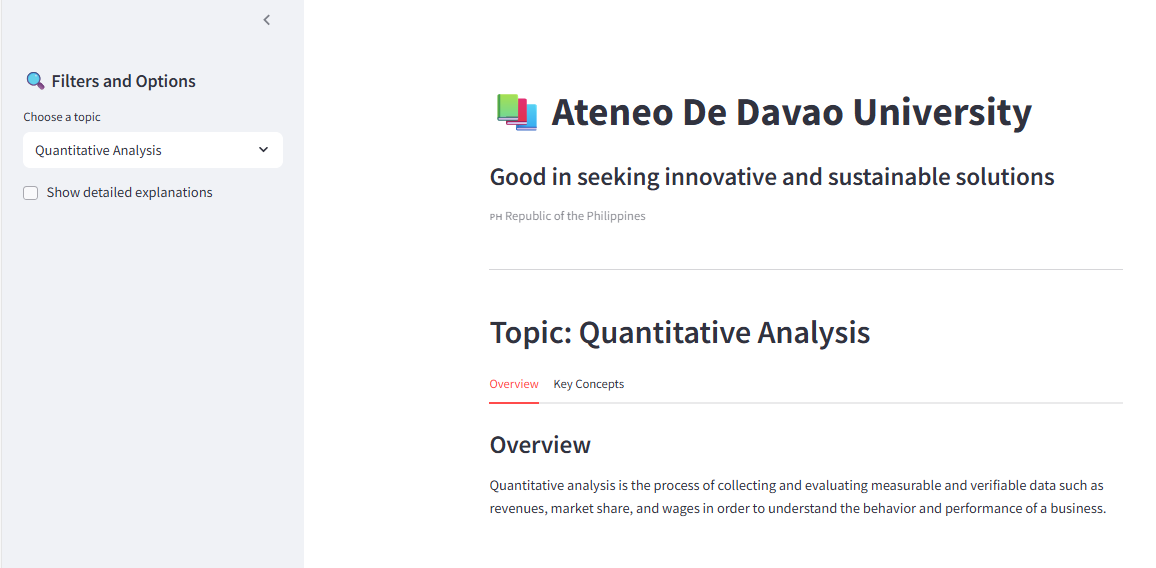 Filters and Options
Choose a topic
Quantitative Analysis
Show detailed explanations
Ateneo De Davao University
Good in seeking innovative and sustainable solutions
PH Republic of the Philippines
Topic: Quantitative Analysis
Overview Key Concepts
Overview
Quantitative analysis is the process of collecting and evaluating measurable and verifiable data such as
revenues, market share, and wages in order to understand the behavior and performance of a business.